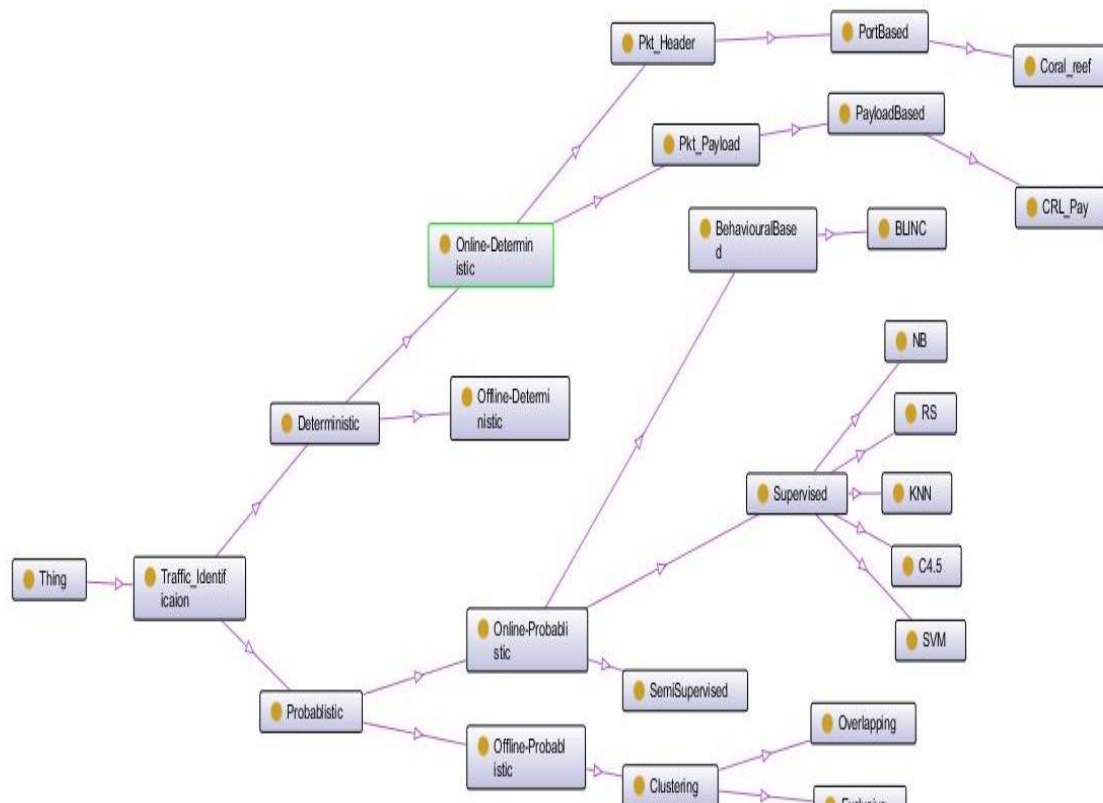 Pkt_Header
PortBased
Coral_reef
Pkt_Payload
PayloadBased
CRL_Pay
Online-Determin
istic
BehaviouralBase
d
BLINC
NB
RS
KNN
C4.5
SVM
Supervised
Deterministic
Offline-Determi
nistic
Thing
Traffic_Identif
icaion
Online-Probabli
stic
SemiSupervised
Probablistic
Offline-Probabl
istic
Clustering
Overlapping